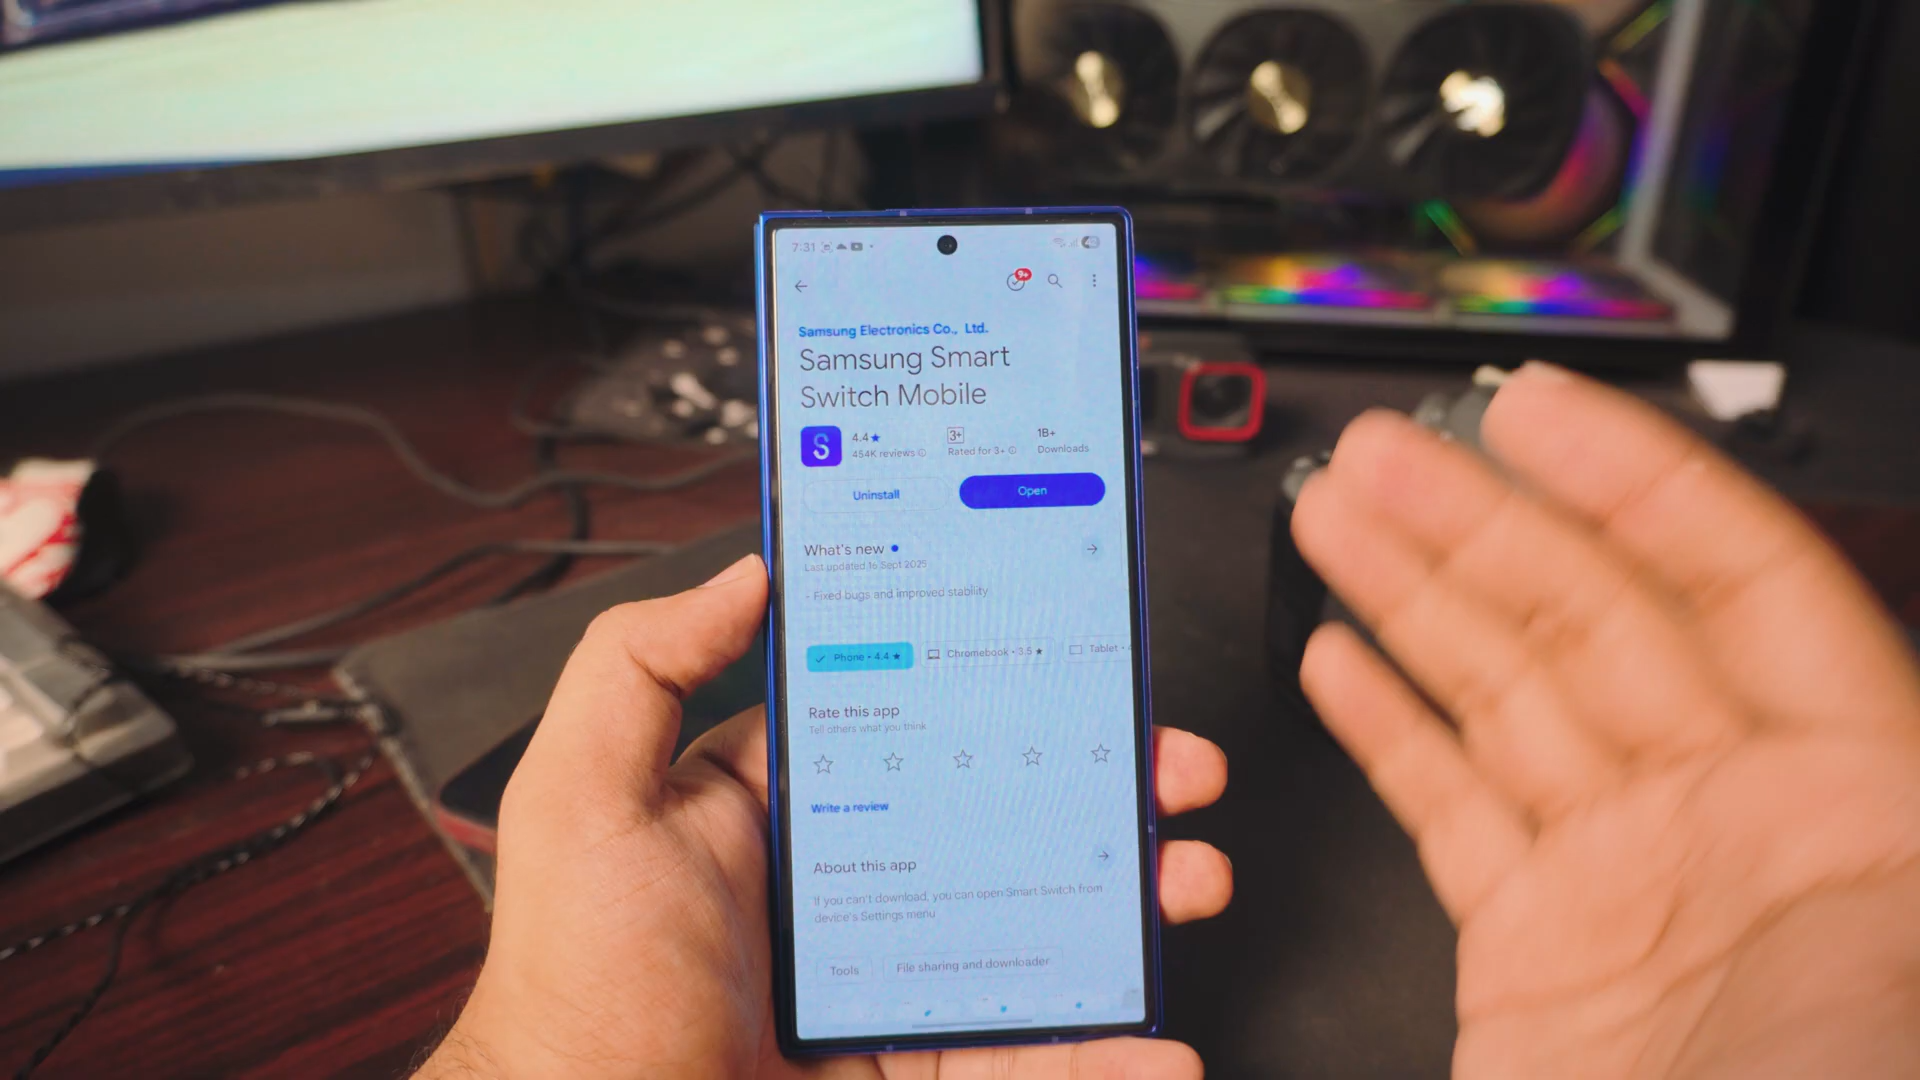 7:31
9+
Samsung Electronics Co., Ltd.
Samsung Smart
Switch Mobile
S
4.4★
454K reviews
3+
Rated for 3+
1B+
Downloads
Uninstall
Open
What's new
Last updated 16 Sept 2025
- Fixed bugs and improved stability
Phone • 4.4 ★
Chromebook • 3.5 ★
Tablet •
Rate this app
Tell others what you think
Write a review
About this app
If you can't download, you can open Smart Switch from
device's Settings menu
Tools
File sharing and downloader